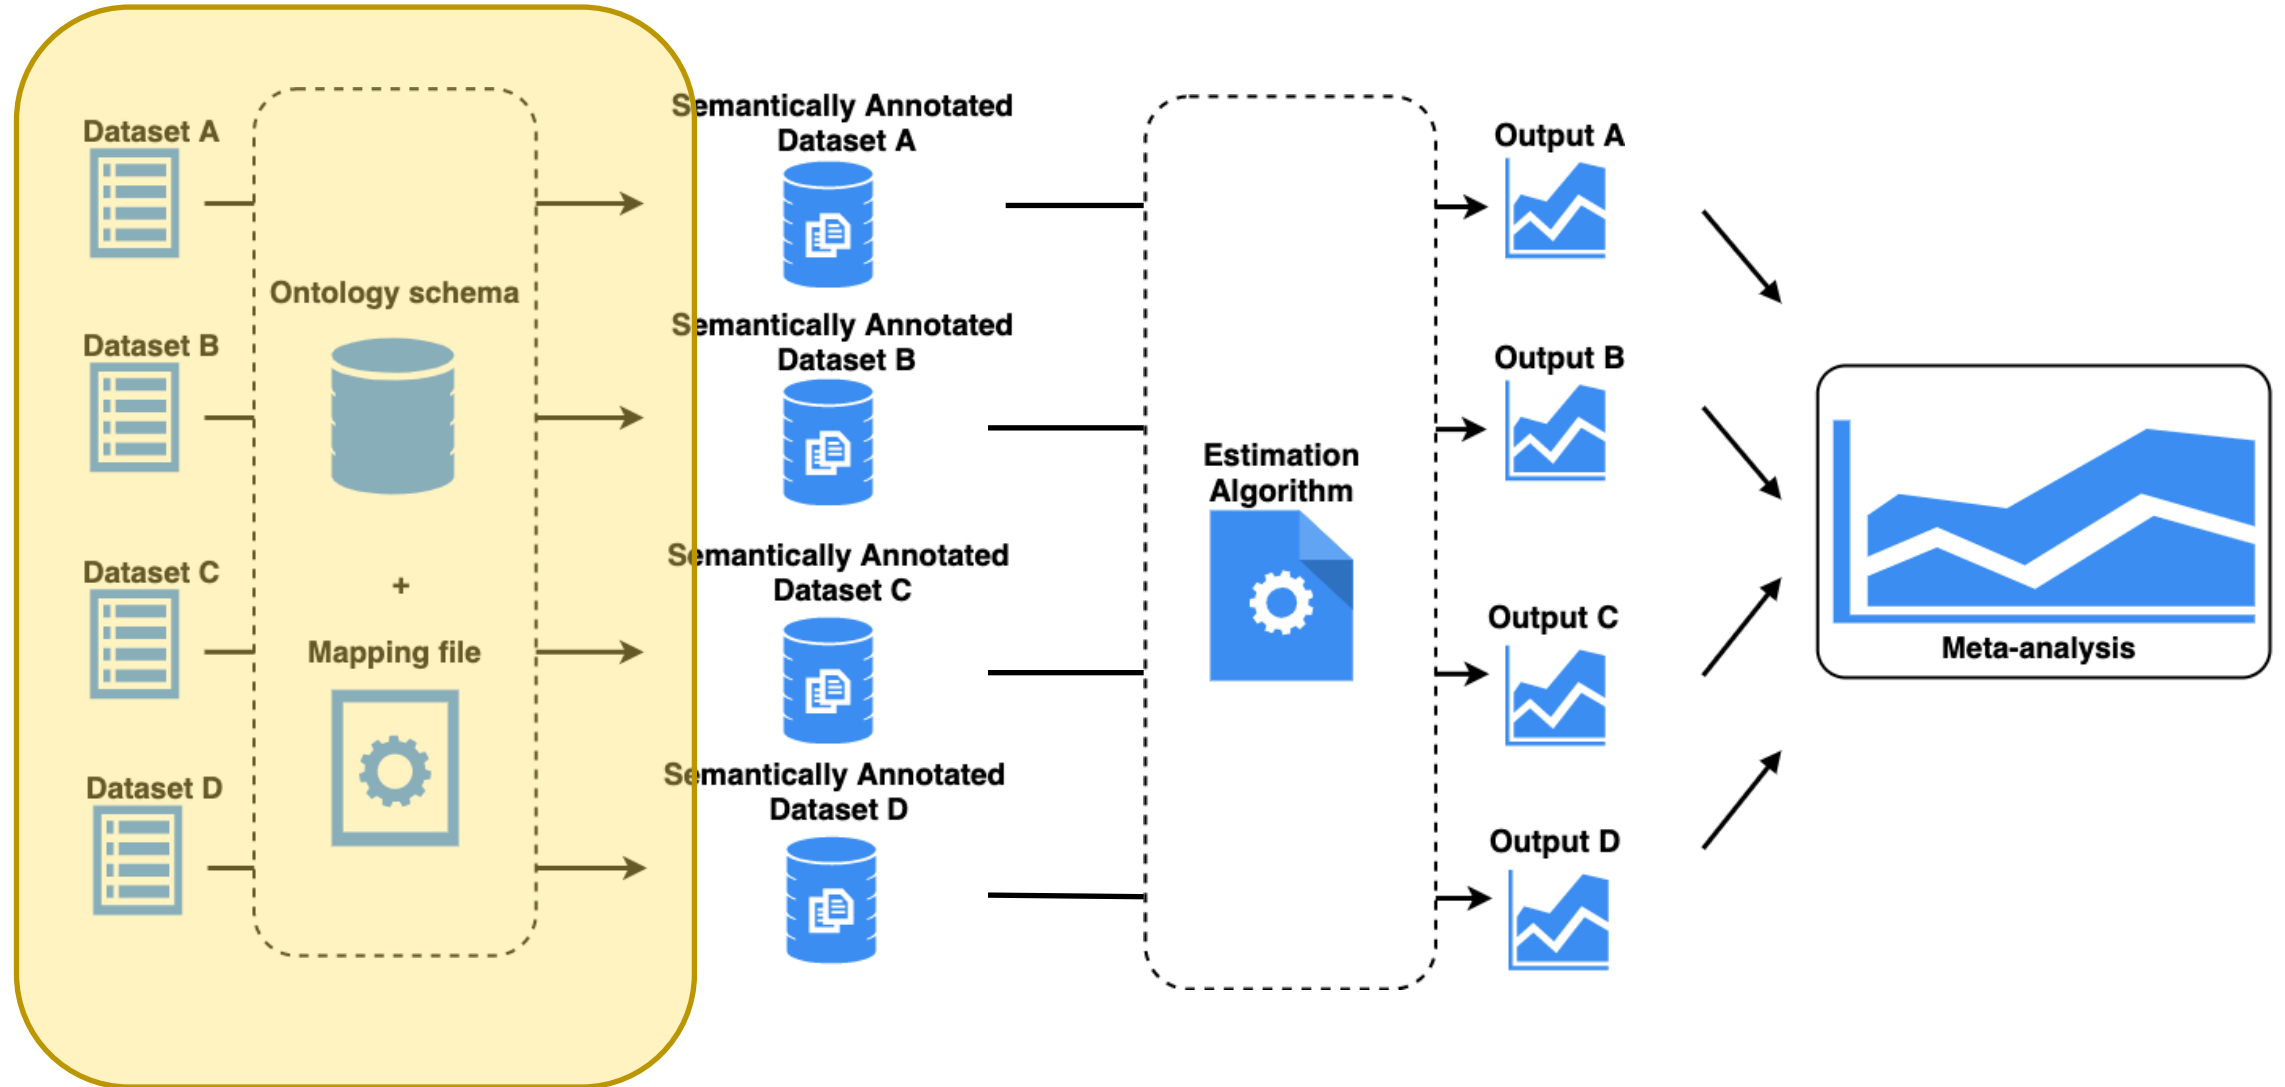 Dataset A
Dataset B
Dataset C
Dataset D
Ontology schema
+
Mapping file
Semantically Annotated
Dataset A
Semantically Annotated
Dataset B
Semantically Annotated
Dataset C
Semantically Annotated
Dataset D
Estimation
Algorithm
Output A
Output B
Output C
Output D
Meta-analysis